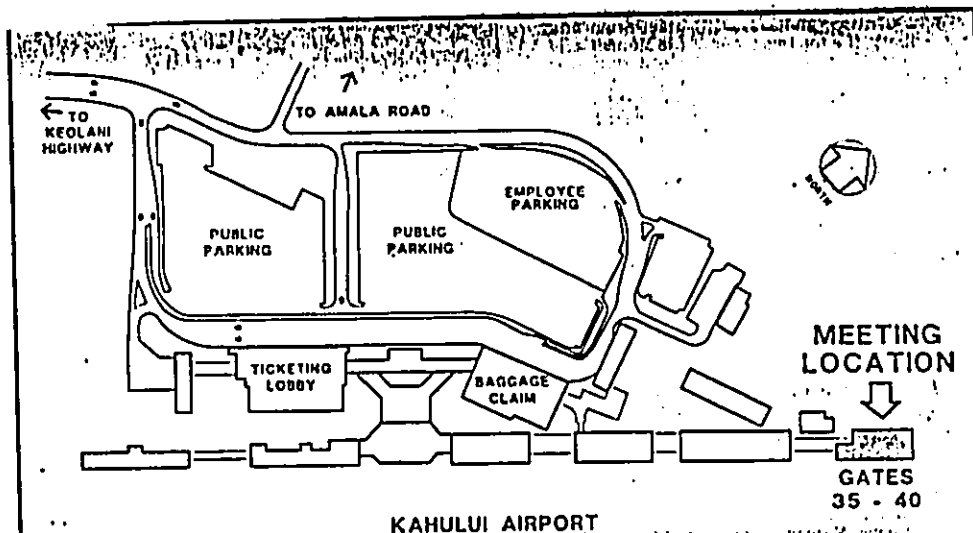 ← TO
KEOLANI
HIGHWAY
TO AMALA ROAD
PUBLIC
PARKING
PUBLIC
PARKING
EMPLOYEE
PARKING
NORTH
TICKETING
LOBBY
BAGGAGE
CLAIM
MEETING
LOCATION
GATES
35 - 40
KAHULUI AIRPORT